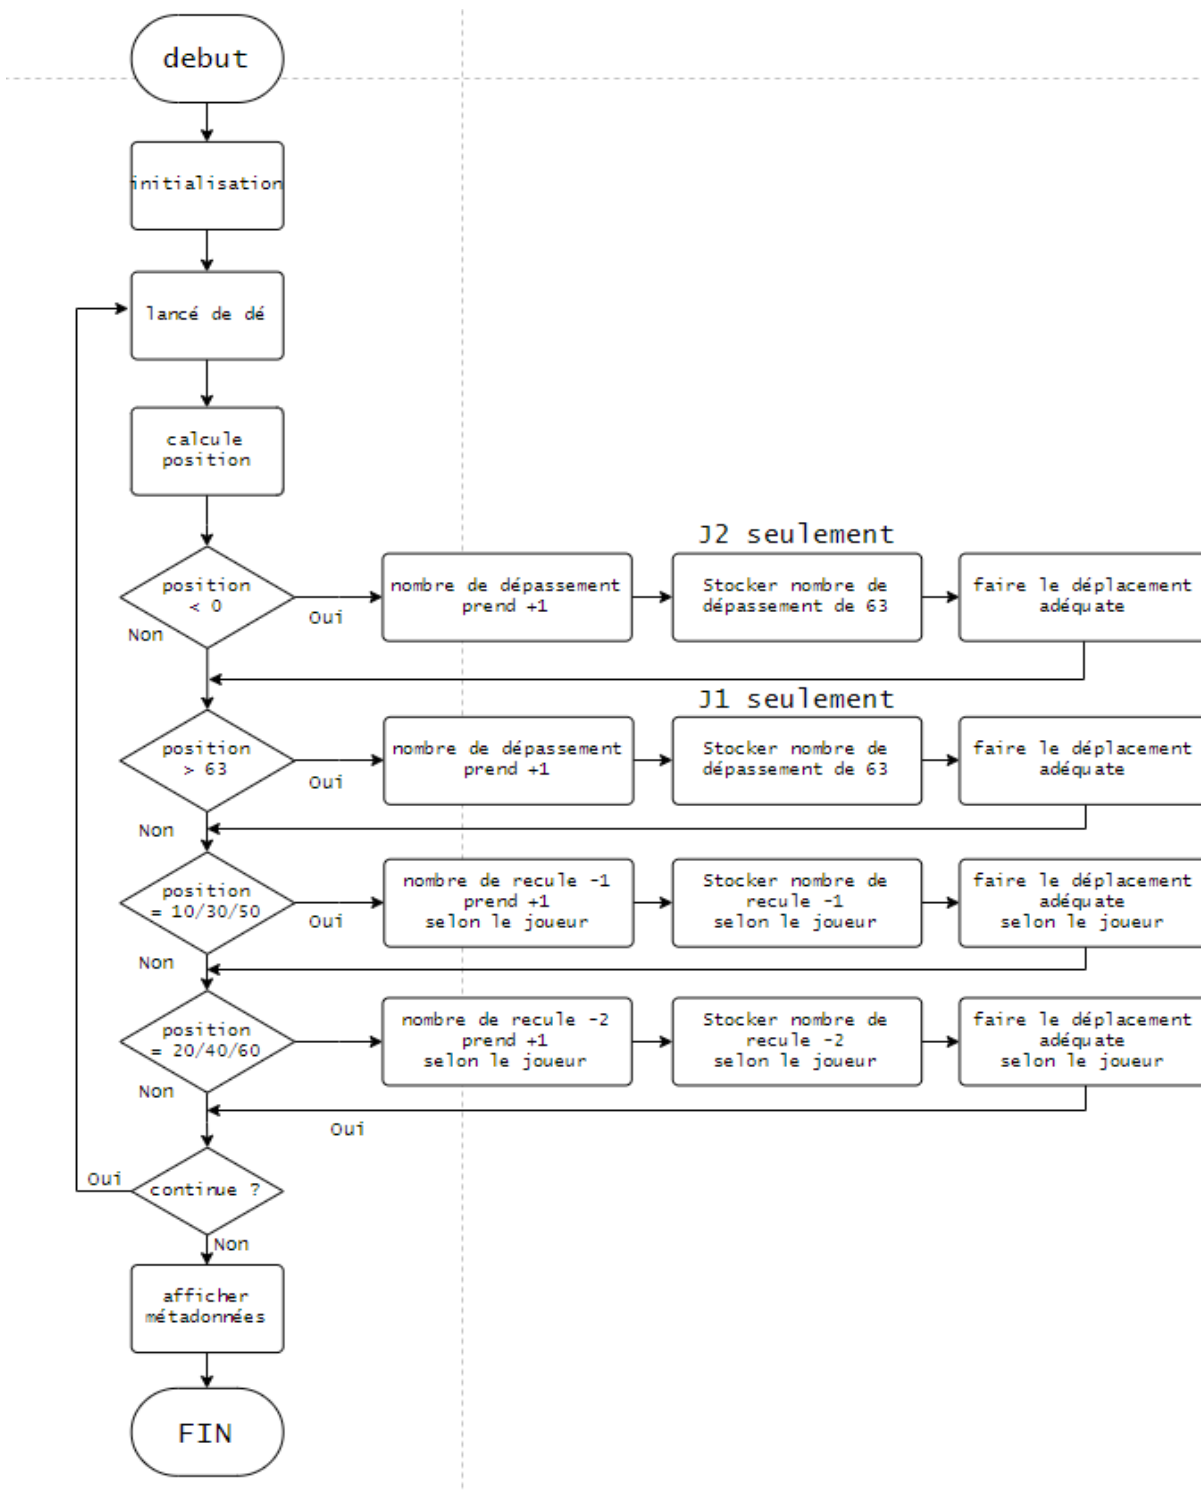 debut
initialisation
lancé de dé
calcule
position
J2 seulement
position
< 0
Oui
Non
nombre de dépassement
prend +1
Stocker nombre de
dépassement de 63
faire le déplacement
adéquate
J1 seulement
position
> 63
Oui
Non
nombre de dépassement
prend +1
Stocker nombre de
dépassement de 63
faire le déplacement
adéquate
position
= 10/30/50
Oui
Non
nombre de recule -1
prend +1
selon le joueur
Stocker nombre de
recule -1
selon le joueur
faire le déplacement
adéquate
selon le joueur
position
= 20/40/60
Non
nombre de recule -2
prend +1
selon le joueur
Stocker nombre de
recule -2
selon le joueur
faire le déplacement
adéquate
selon le joueur
Oui
Oui
continue ?
Non
afficher
métadonnées
FIN